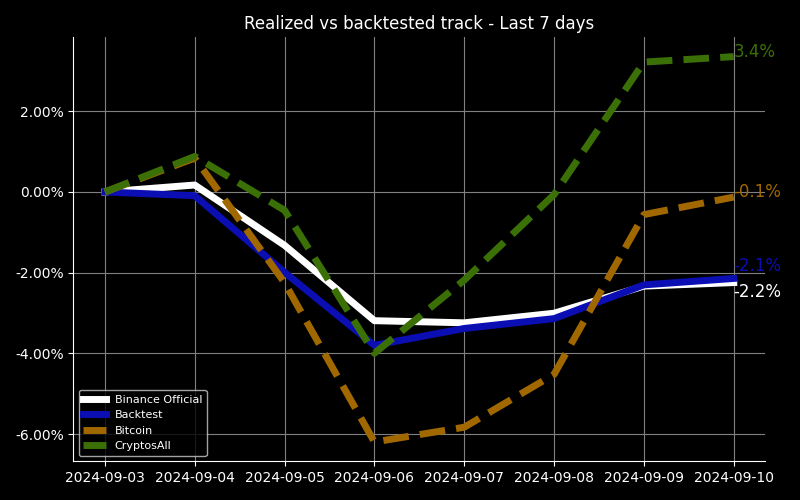 Realized vs backtested track - Last 7 days
3.4%
2.00%
0.00%
-0.1%
-2.00%
-2.1%
-2.2%
-4.00%
-6.00%
Binance Official
Backtest
Bitcoin
CryptosAll
2024-09-03 2024-09-04 2024-09-05 2024-09-06 2024-09-07 2024-09-08 2024-09-09 2024-09-10